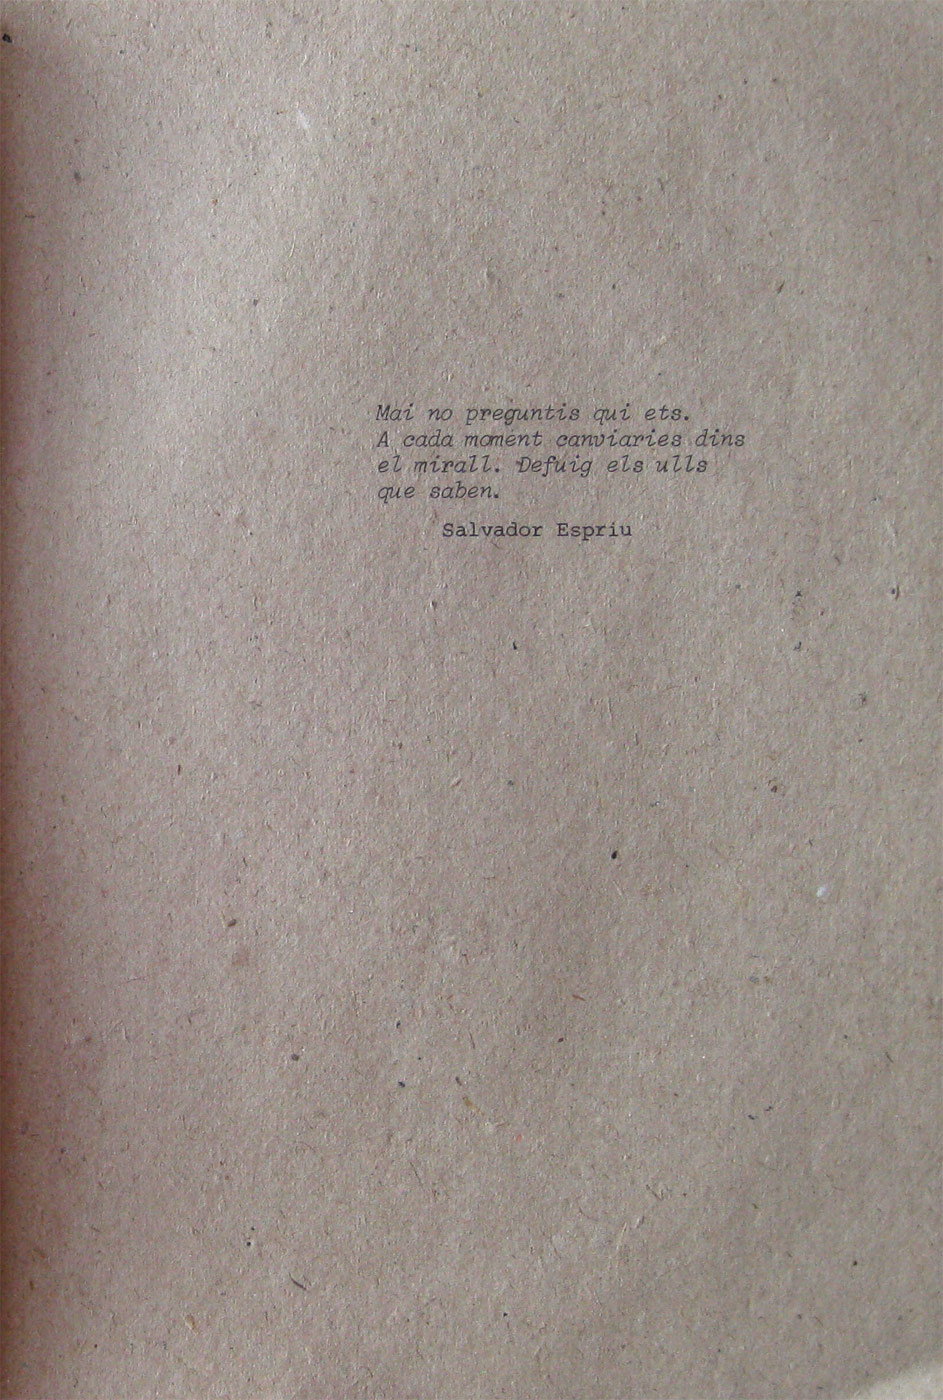 Mai no preguntis qui ets.
A cada moment canviaries dins
el mirall. Defuig els ulls
que saben.
Salvador Espriu